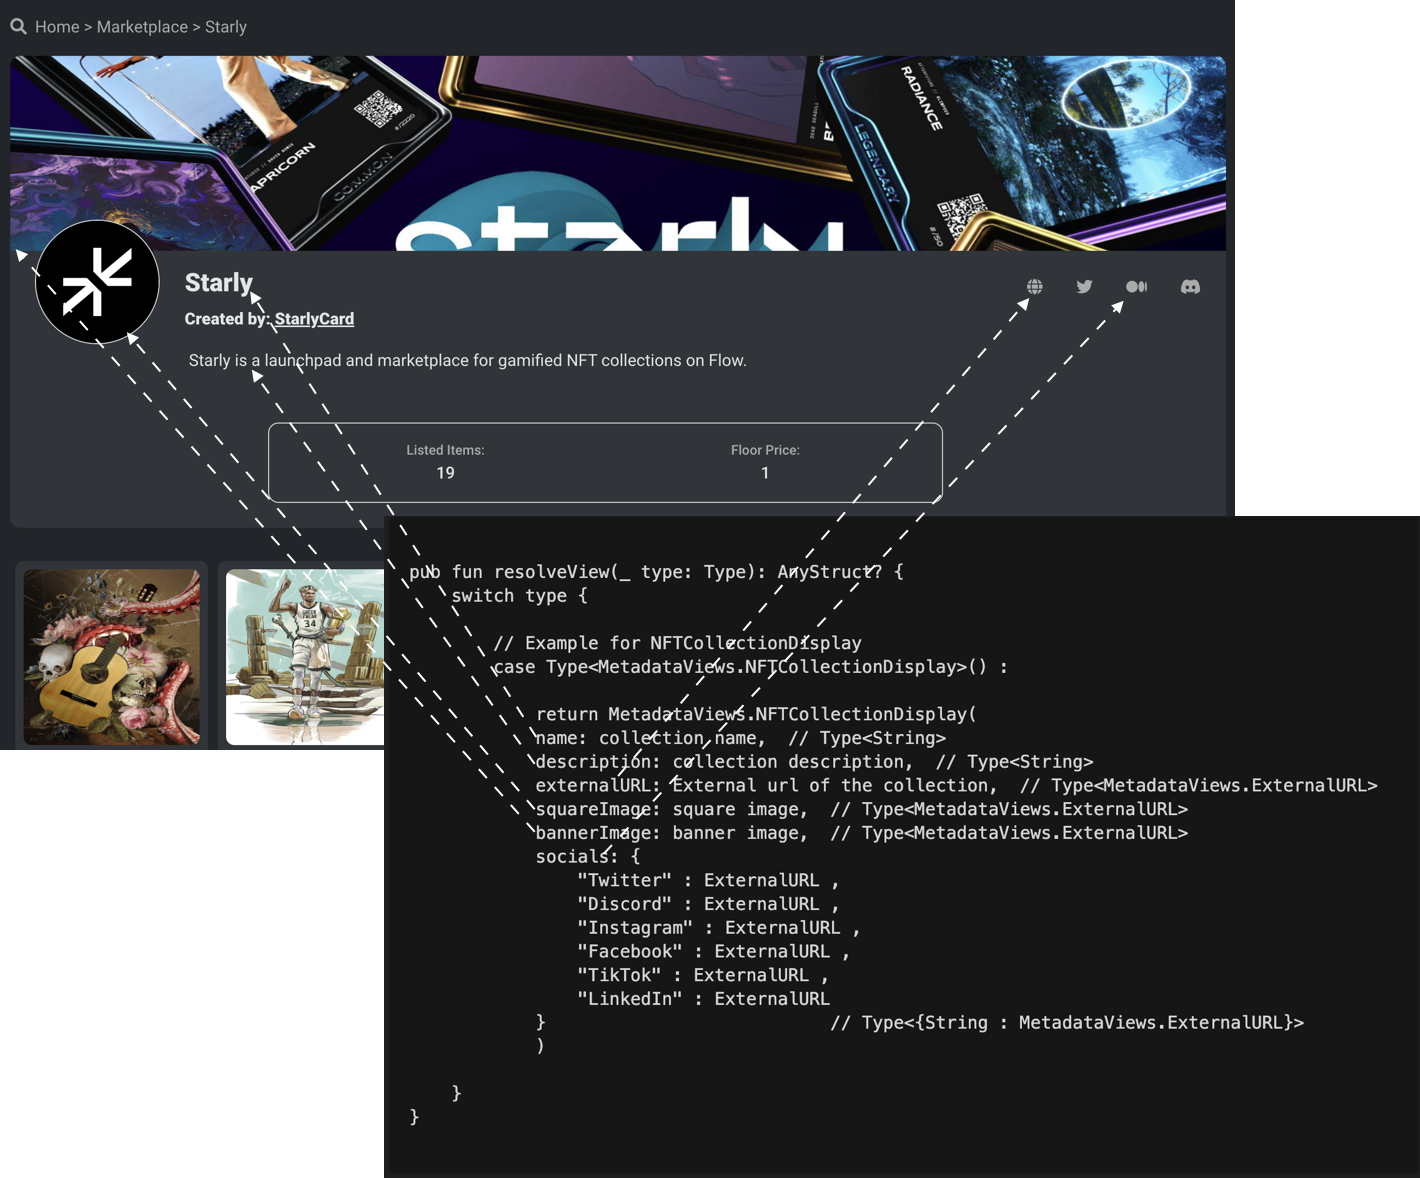 Home > Marketplace > Starly
#/2220
APRICORN
COMMON
RADIANCE
LEGENDARY
#/50
starly
Starly
Created by: StarlyCard
Starly is a launchpad and marketplace for gamified NFT collections on Flow.
Listed Items:
19
Floor Price:
1
34
pub fun resolveView(_ type: Type): AnyStruct? {
switch type {
// Example for NFTCollectionDisplay
case Type<MetadataViews.NFTCollectionDisplay>() :
return MetadataViews.NFTCollectionDisplay(
name: collection name,  // Type<String>
description: collection description,  // Type<String>
externalURL: External url of the collection,  // Type<MetadataViews.ExternalURL>
squareImage: square image,  // Type<MetadataViews.ExternalURL>
bannerImage: banner image,  // Type<MetadataViews.ExternalURL>
socials: {
"Twitter" : ExternalURL ,
"Discord" : ExternalURL ,
"Instagram" : ExternalURL ,
"Facebook" : ExternalURL ,
"TikTok" : ExternalURL ,
"LinkedIn" : ExternalURL
} // Type<{String : MetadataViews.ExternalURL}>
)
}
}